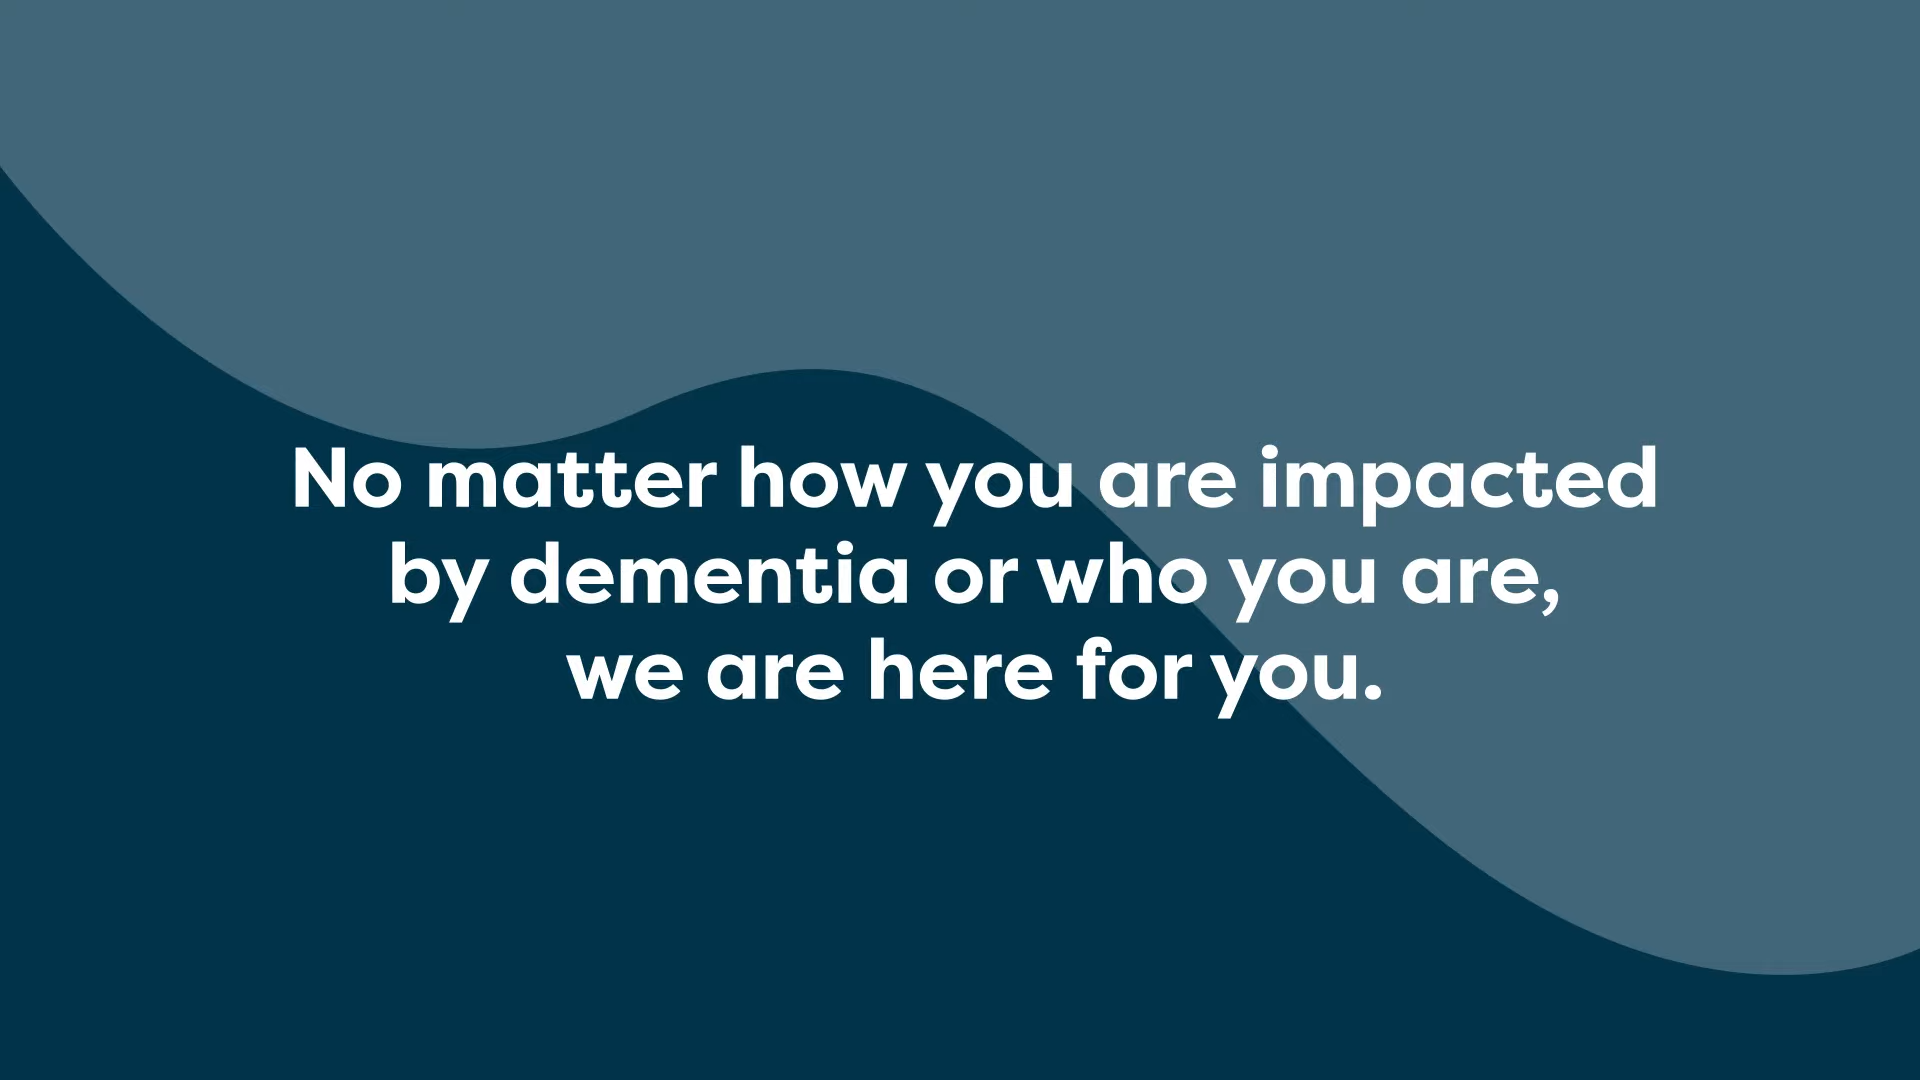 No matter how you are impacted
by dementia or who you are,
we are here for you.